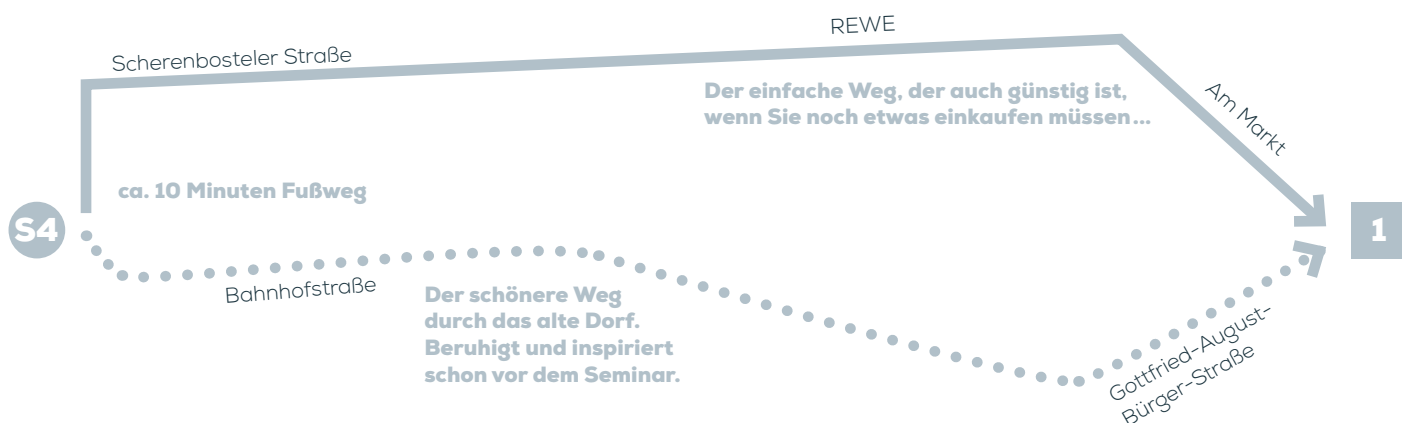 REWE
Scherenbosteler Straße
Der einfache Weg, der auch günstig ist,
wenn Sie noch etwas einkaufen müssen...
Am Markt
ca. 10 Minuten Fußweg
S4
1
Bahnhofstraße
Der schönere Weg
durch das alte Dorf.
Beruhigt und inspiriert
schon vor dem Seminar.
Gottfried-August-
Bürger-Straße